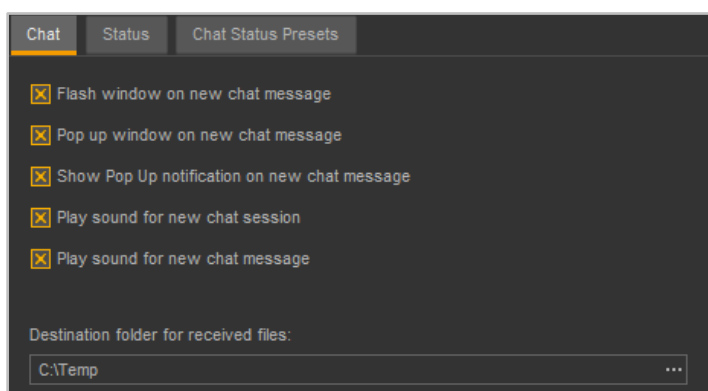 Chat Status Chat Status Presets
Flash window on new chat message
Pop up window on new chat message
Show Pop Up notification on new chat message
Play sound for new chat session
Play sound for new chat message
Destination folder for received files:
C:\Temp ...